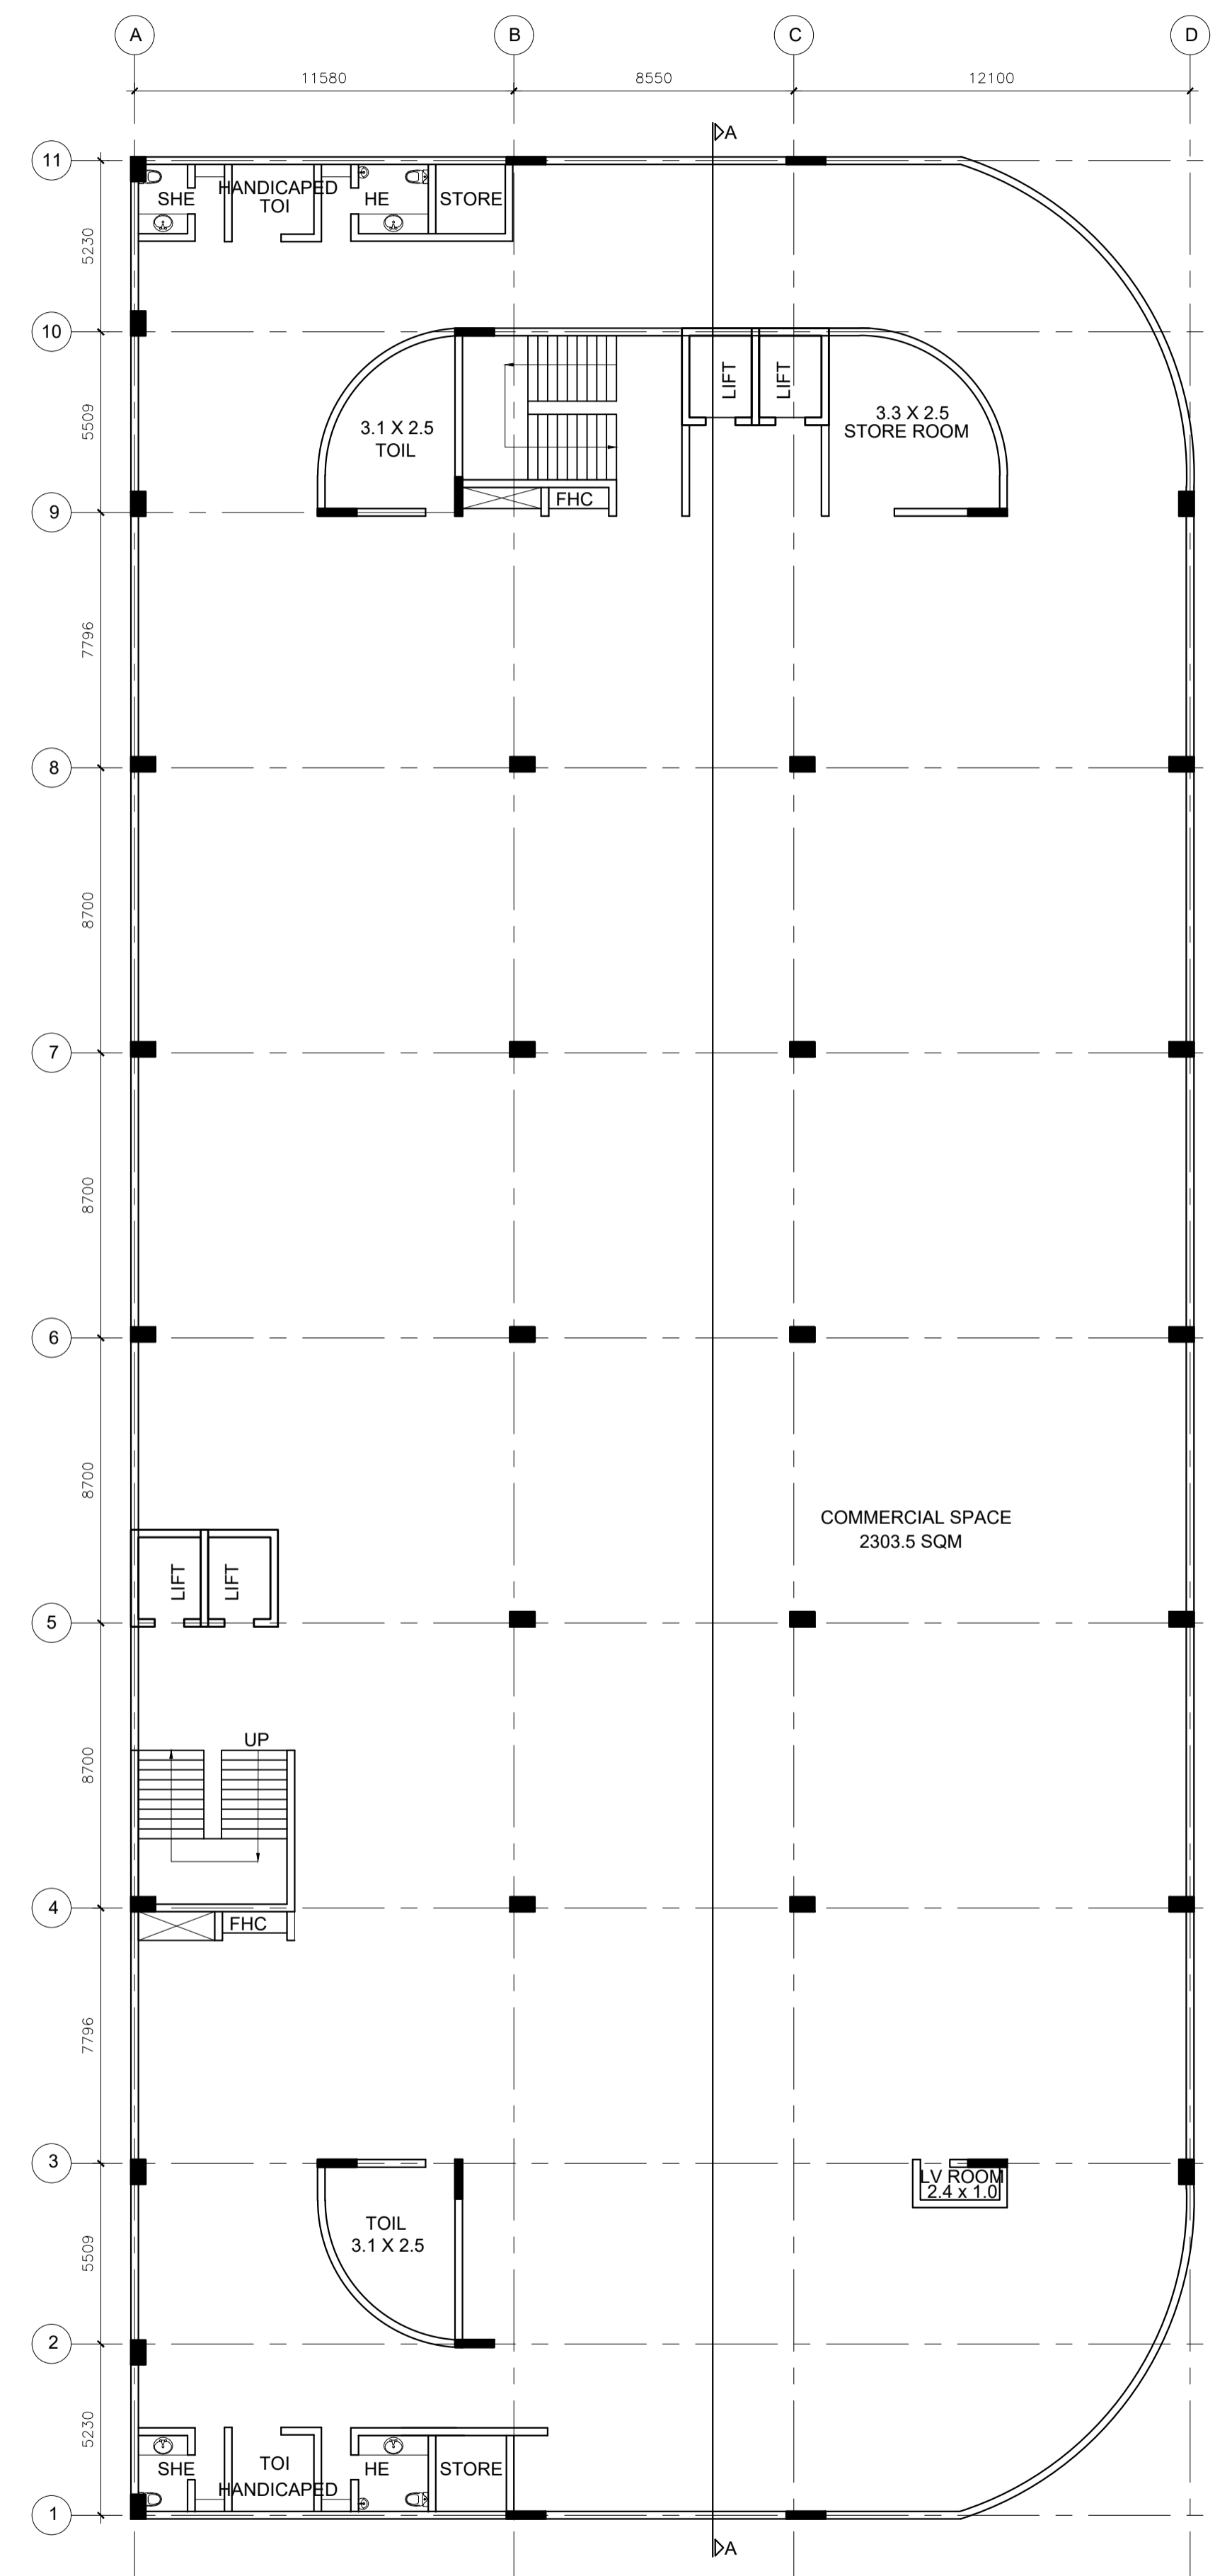 A B C D
11580 8550 12100
A
11
SHE HANDICAPED HE STORE
TOI
5230
10
LIFT LIFT
5509
3.1 X 2.5 3.3 X 2.5
TOIL STORE ROOM
FHC
9
7796
8
8700
7
8700
6
8700
COMMERCIAL SPACE
2303.5 SQM
LIFT LIFT
5
UP
8700
4
FHC
7796
3
LV ROOM
2.4 x 1.0
TOIL
3.1 X 2.5
5509
2
5230
SHE TOI HE STORE
HANDICAPED
1
A